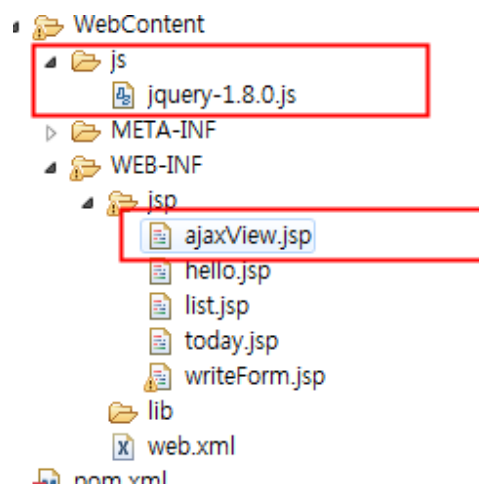 WebContent
js
jquery-1.8.0.js
META-INF
WEB-INF
jsp
ajaxView.jsp
hello.jsp
list.jsp
today.jsp
writeForm.jsp
lib
web.xml
pom.xml